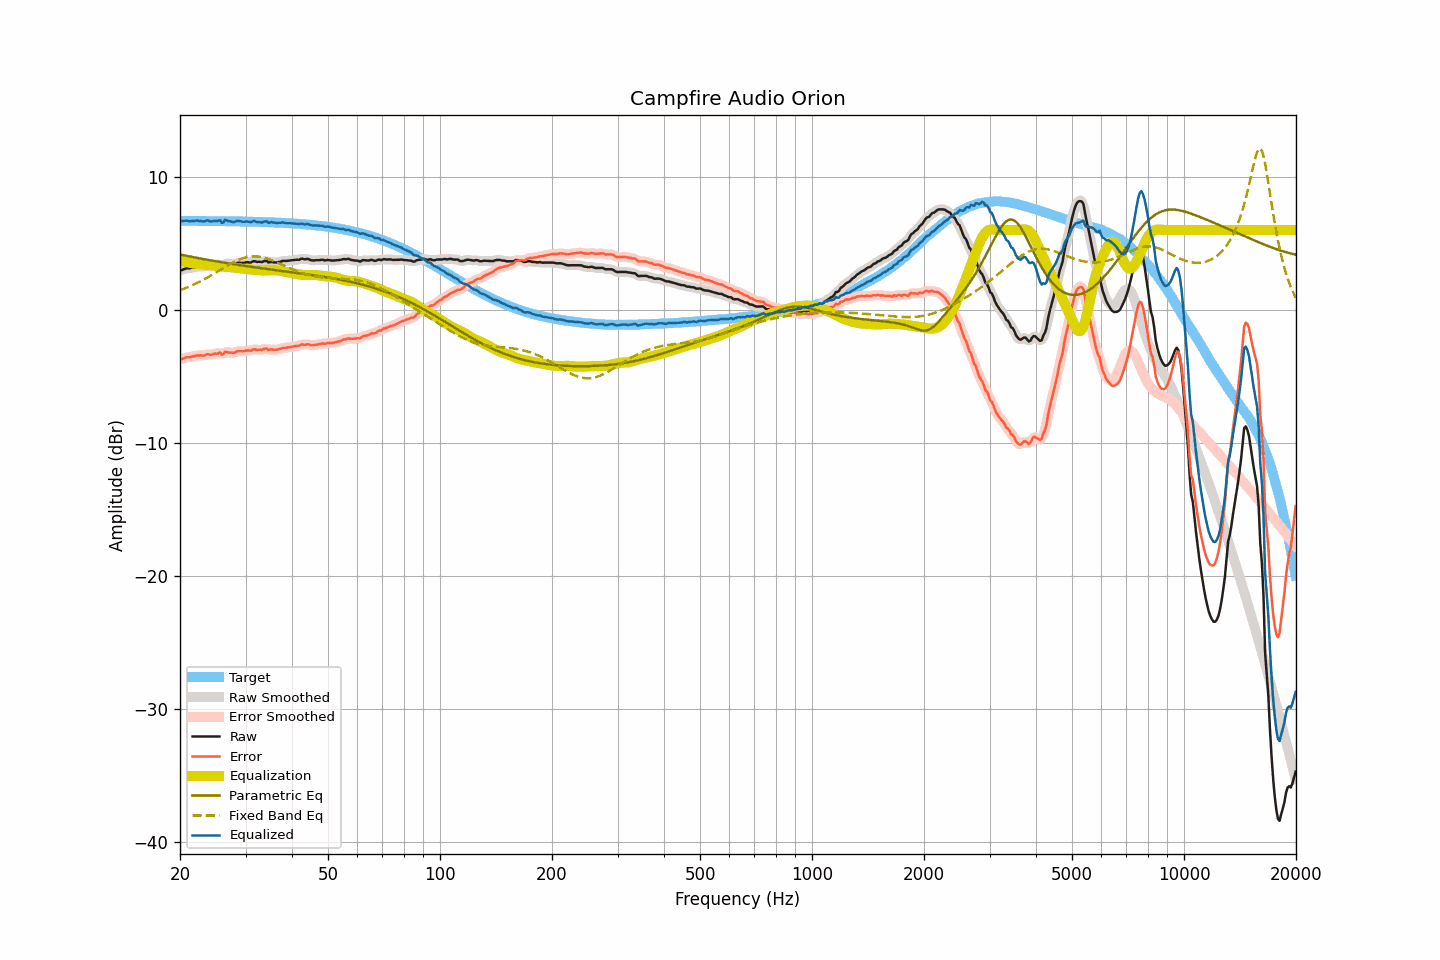 Campfire Audio Orion
Amplitude (dBr)
10
0
−10
−20
−30
−40
Target
Raw Smoothed
Error Smoothed
Raw
Error
Equalization
Parametric Eq
Fixed Band Eq
Equalized
20 50 100 200 500 1000 2000 5000 10000 20000
Frequency (Hz)